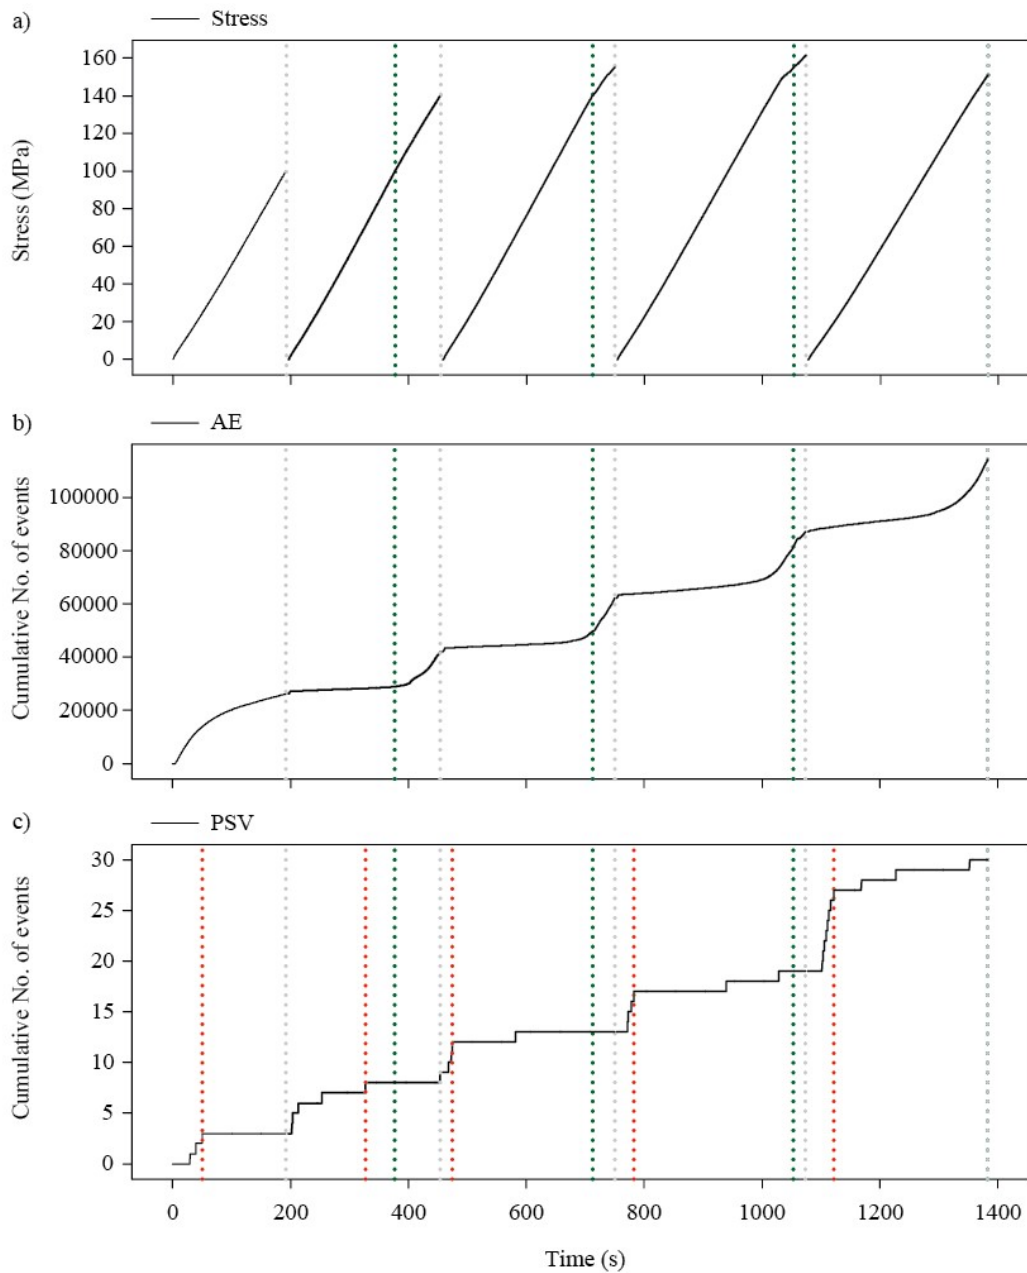 a)
Stress
160
140
120
100
80
60
40
20
0
Stress (MPa)
b)
AE
100000
80000
60000
40000
20000
0
Cumulative No. of events
c)
PSV
30
25
20
15
10
5
0
Cumulative No. of events
0 200 400 600 800 1000 1200 1400
Time (s)